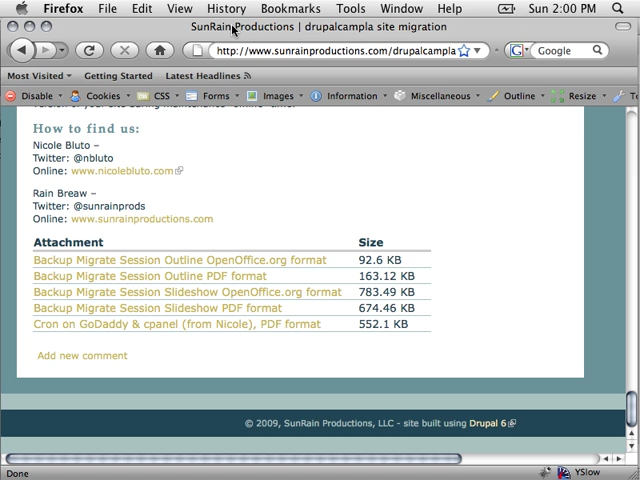 Firefox File Edit View History Bookmarks Tools Window Help Sun 2:00 PM
SunRain Productions | drupalcampla site migration
http://www.sunrainproductions.com/drupalcampla Google
Most Visited Getting Started Latest Headlines
Disable Cookies CSS Forms Images Information Miscellaneous Outline Resize
How to find us:
Nicole Bluto –
Twitter: @nbluto
Online: www.nicolebluto.com
Rain Breaw –
Twitter: @sunrainprods
Online: www.sunrainproductions.com
Attachment Size
Backup Migrate Session Outline OpenOffice.org format 92.6 KB
Backup Migrate Session Outline PDF format 163.12 KB
Backup Migrate Session Slideshow OpenOffice.org format 783.49 KB
Backup Migrate Session Slideshow PDF format 674.46 KB
Cron on GoDaddy & cpanel (from Nicole), PDF format 552.1 KB
Add new comment
© 2009, SunRain Productions, LLC - site built using Drupal 6
Done YSlow